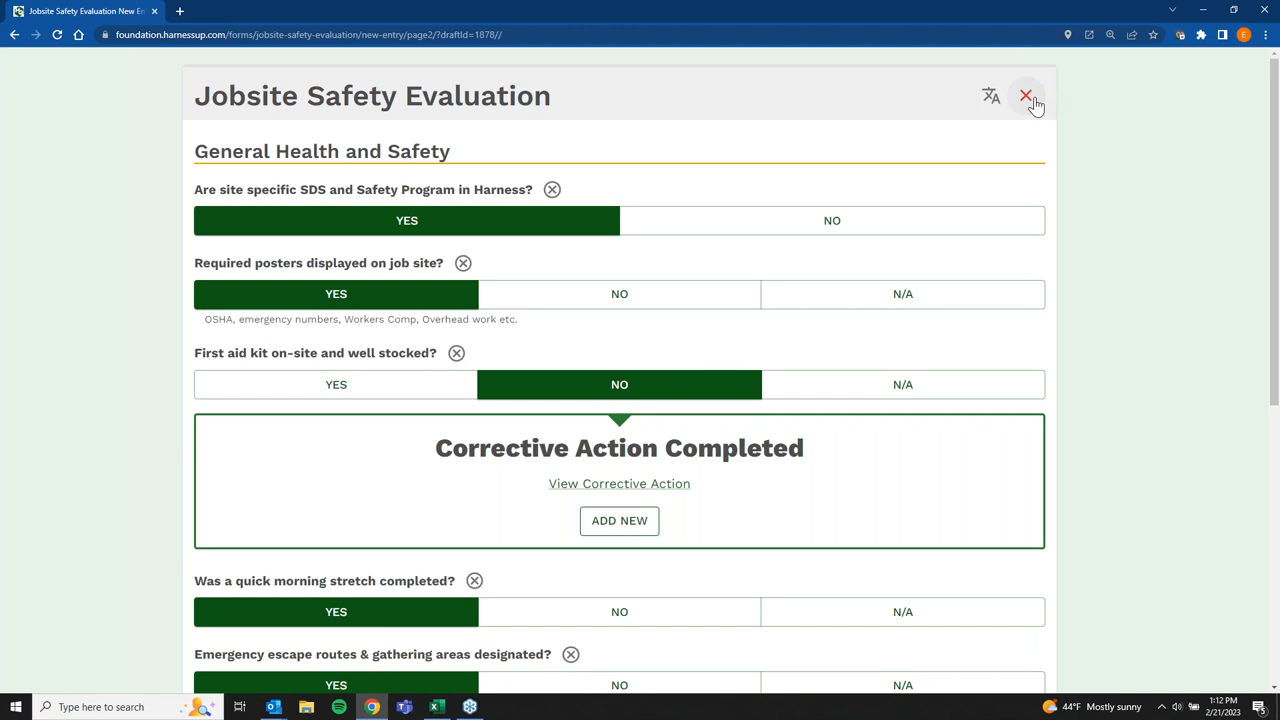 Jobsite Safety Evaluation New En
foundation.harnessup.com/forms/jobsite-safety-evaluation/new-entry/page2/?draftId=1878//
E
Jobsite Safety Evaluation
General Health and Safety
Are site specific SDS and Safety Program in Harness?
YES NO
Required posters displayed on job site?
YES NO N/A
OSHA, emergency numbers, Workers Comp, Overhead work etc.
First aid kit on-site and well stocked?
YES NO N/A
Corrective Action Completed
View Corrective Action
ADD NEW
Was a quick morning stretch completed?
YES NO N/A
Emergency escape routes & gathering areas designated?
YES NO N/A
Type here to search
44°F Mostly sunny
1:12 PM
2/21/2023